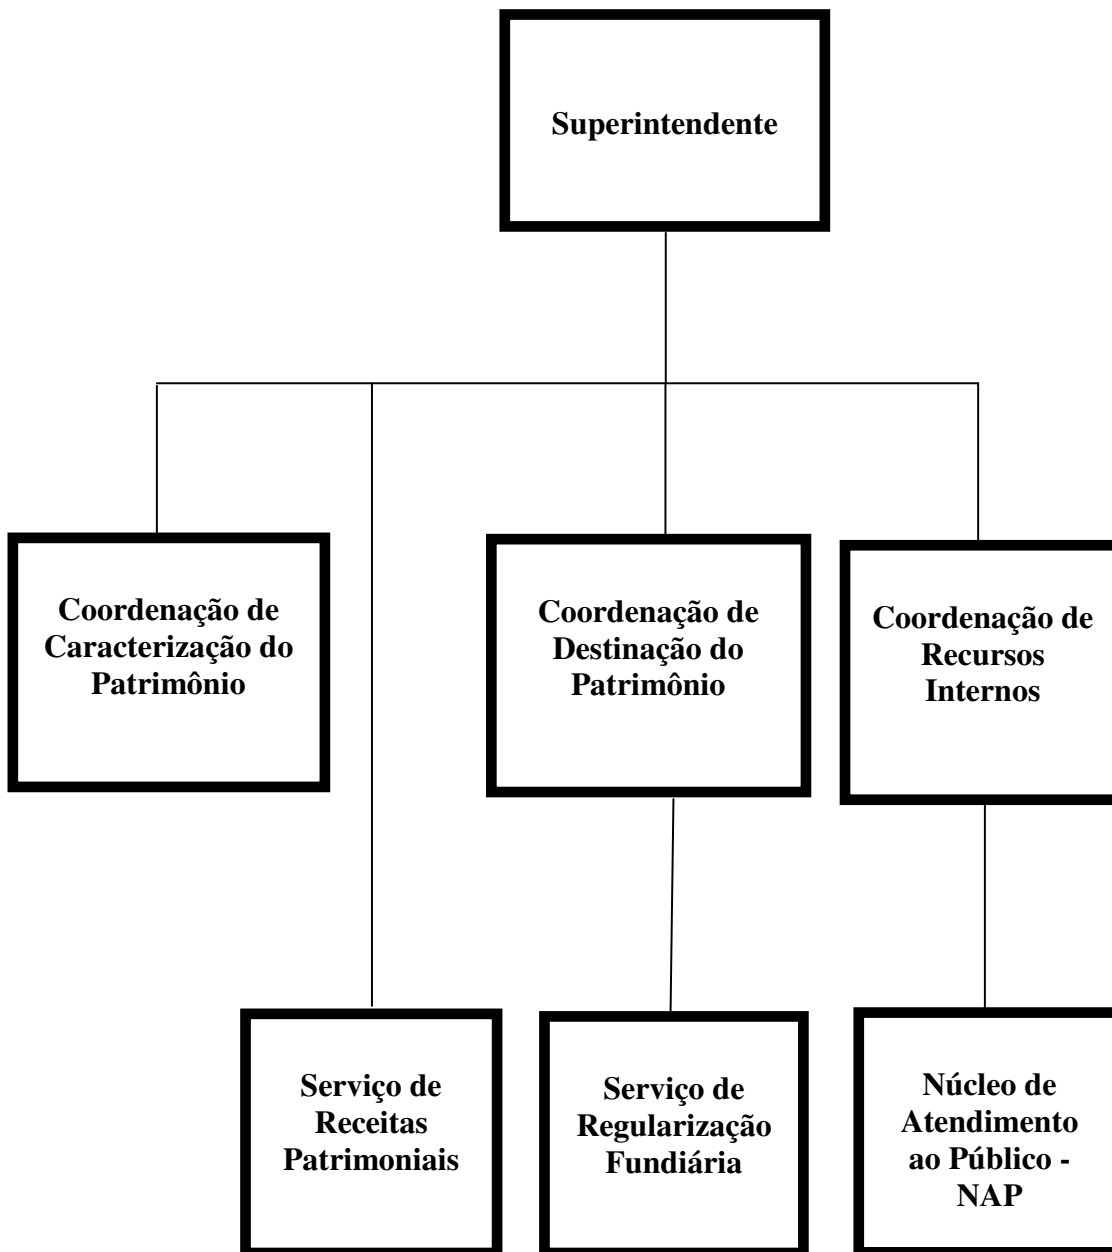 Superintendente
Coordenação de
Caracterização do
Patrimônio
Coordenação de
Destinação do
Patrimônio
Coordenação de
Recursos
Internos
Serviço de
Receitas
Patrimoniais
Serviço de
Regularização
Fundiária
Núcleo de
Atendimento
ao Público -
NAP